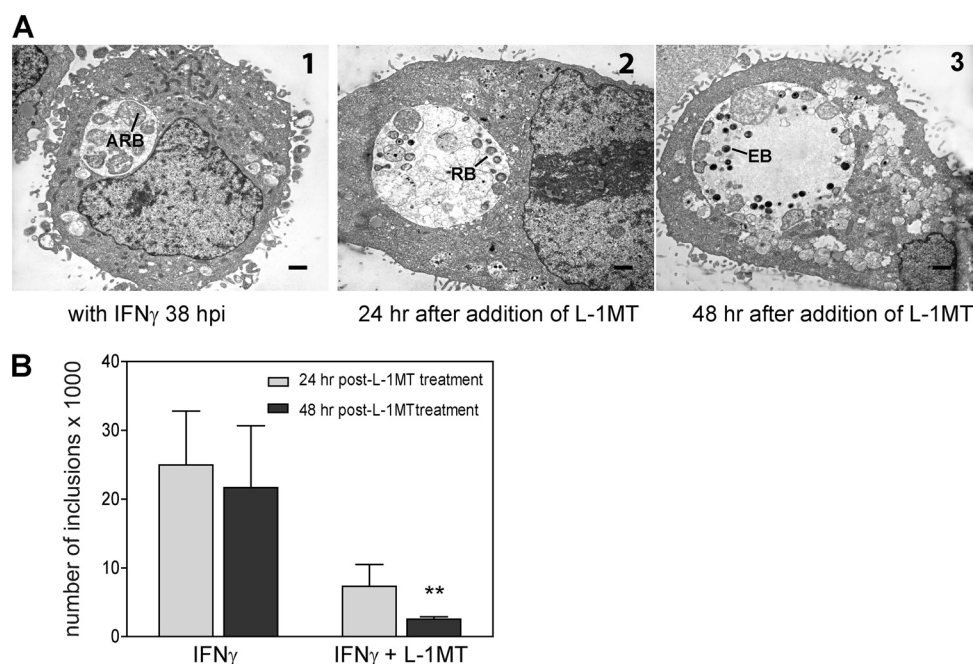 A
1
2
3
ARB
RB
EB
with IFNγ 38 hpi
24 hr after addition of L-1MT
48 hr after addition of L-1MT
B
number of inclusions x 1000
40
30
20
10
0
24 hr post-L-1MT treatment
48 hr post-L-1MTtreatment
**
IFNγ
IFNγ + L-1MT